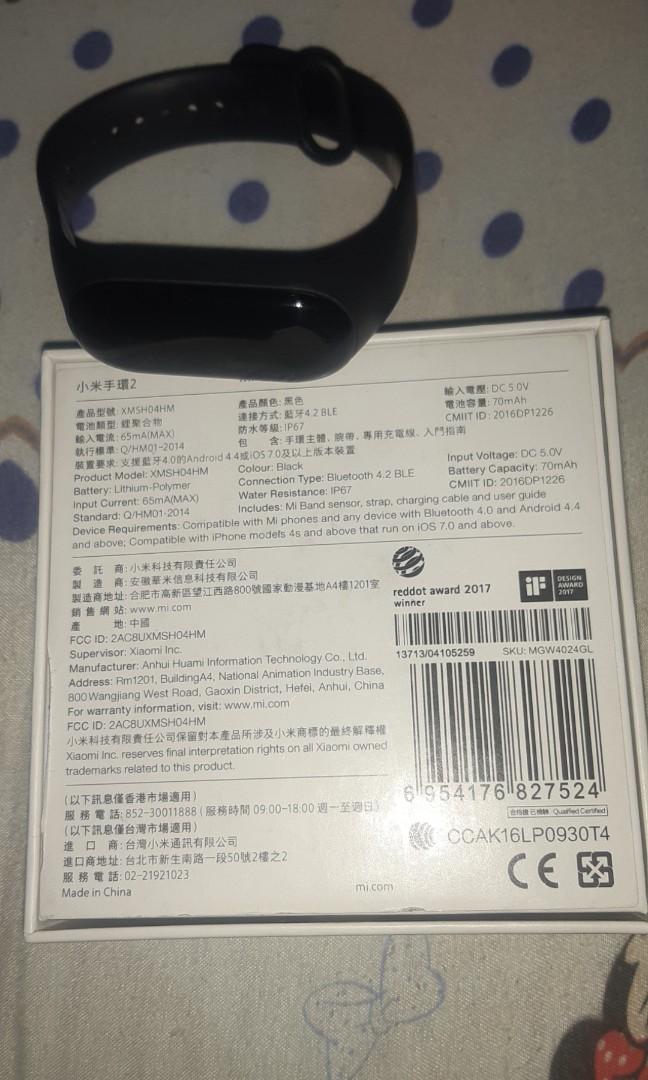 小米手環2
產品型號: XMSH04HM
電池類型: 鋰聚合物
輸入電流: 65mA(MAX)
執行標準: Q/HM01-2014
產品顏色: 黑色
連接方式: 藍牙4.2 BLE
防水等級: IP67
包 含: 手環主體、腕帶、專用充電線、入門指南
輸入電壓: DC 5.0V
電池容量: 70mAh
CMIIT ID: 2016DP1226
裝置要求: 支援藍牙4.0的Android 4.4或iOS 7.0及以上版本裝置
Product Model: XMSH04HM
Battery: Lithium-Polymer
Input Current: 65mA(MAX)
Standard: Q/HM01-2014
Colour: Black
Connection Type: Bluetooth 4.2 BLE
Water Resistance: IP67
Includes: Mi Band sensor, strap, charging cable and user guide
Input Voltage: DC 5.0V
Battery Capacity: 70mAh
CMIIT ID: 2016DP1226
Device Requirements: Compatible with Mi phones and any device with Bluetooth 4.0 and Android 4.4
and above; Compatible with iPhone models 4s and above that run on iOS 7.0 and above.
委 託 商: 小米科技有限責任公司
製 造 商: 安徽華米信息科技有限公司
製造商地址: 合肥市高新區望江西路800號國家動漫基地A4樓1201室
銷 售 網 站: www.mi.com
產 地: 中國
FCC ID: 2AC8UXMSH04HM
Supervisor: Xiaomi Inc.
Manufacturer: Anhui Huami Information Technology Co., Ltd.
Address: Rm1201, BuildingA4, National Animation Industry Base,
800 Wangjiang West Road, Gaoxin District, Hefei, Anhui, China
For warranty information, visit: www.mi.com
FCC ID: 2AC8UXMSH04HM
小米科技有限責任公司保留對本產品所涉及小米商標的最終解釋權
Xiaomi Inc. reserves final interpretation rights on all Xiaomi owned
trademarks related to this product.
reddot award 2017
winner
iF
DESIGN
AWARD
2017
13713/04105259
SKU: MGW4024GL
6 954176 827524
合格機 已檢驗 Qualified Certified
CCAK16LP0930T4
CE
(以下訊息僅香港市場適用)
服 務 電 話: 852-30011888 (服務時間 09:00-18:00 週一至週日)
(以下訊息僅台灣市場適用)
進 口 商: 台灣小米通訊有限公司
進口商地址: 台北市新生南路一段50號2樓之2
服 務 電 話: 02-21921023
Made in China
mi.com